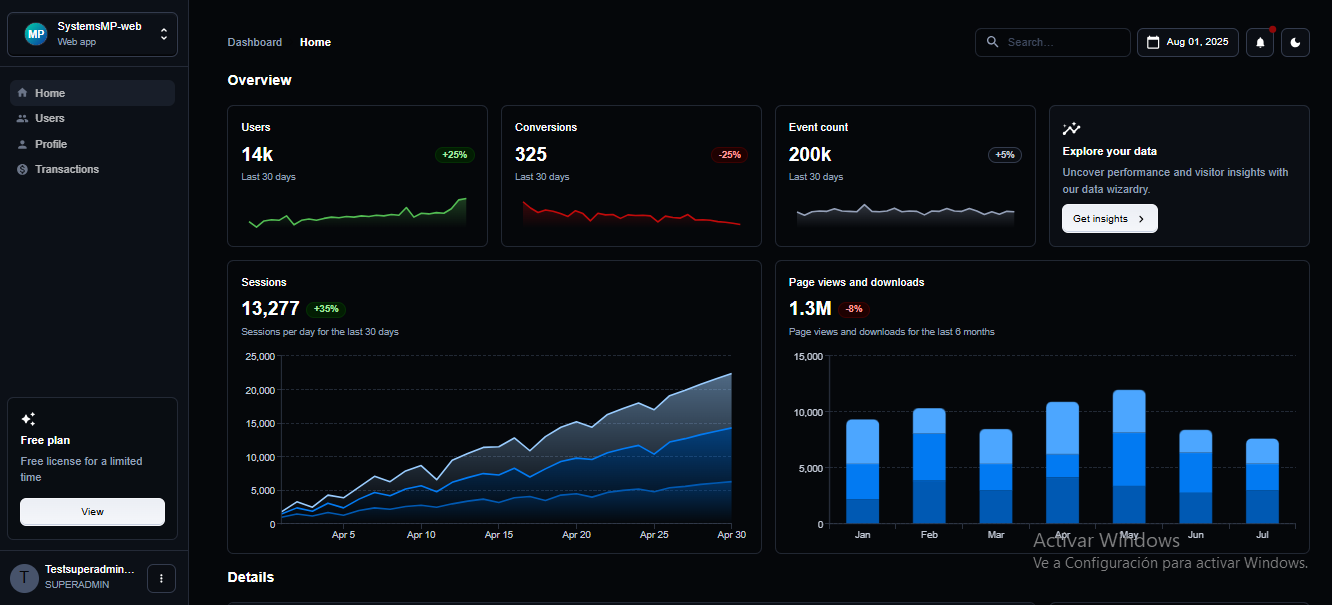 MP
SystemsMP-web
Web app
Home
Users
Profile
Transactions
Free plan
Free license for a limited
time
View
T
Testsuperadmin...
SUPERADMIN
Dashboard
Home
Search...
Aug 01, 2025
Overview
Users
14k
+25%
Last 30 days
Conversions
325
-25%
Last 30 days
Event count
200k
+5%
Last 30 days
Explore your data
Uncover performance and visitor insights with
our data wizardry.
Get insights
Sessions
13,277 +35%
Sessions per day for the last 30 days
25,000
20,000
15,000
10,000
5,000
0
Apr 5 Apr 10 Apr 15 Apr 20 Apr 25 Apr 30
Page views and downloads
1.3M -8%
Page views and downloads for the last 6 months
15,000
10,000
5,000
0
Jan Feb Mar Apr May Jun Jul
Activar Windows
Ve a Configuración para activar Windows.
Details